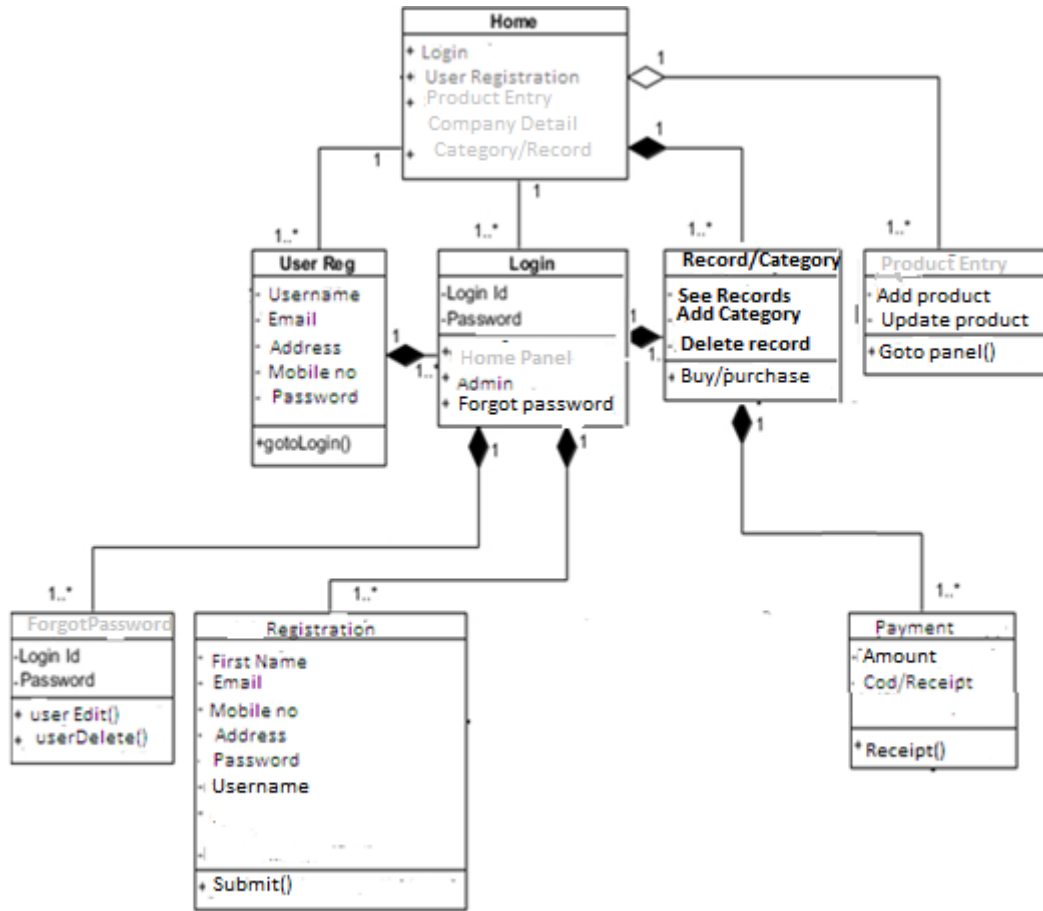 Home
+ Login
+ User Registration
+ Product Entry
Company Detail
+ Category/Record
1
1
1
1
1..*
1..*
1..*
1..*
User Reg
- Username
- Email
- Address
- Mobile no
- Password
+gotoLogin()
1
1..*
Login
-Login Id
-Password
+ Home Panel
+ Admin
+ Forgot password
1
1..
Record/Category
- See Records
- Add Category
- Delete record
+ Buy/purchase
Product Entry
- Add product
- Update product
+ Goto panel()
1
1
1
1..*
1..*
1..*
ForgotPassword
-Login Id
-Password
+ user Edit()
+ userDelete()
Registration
- First Name
- Email
- Mobile no
- Address
- Password
- Username
-
-
+ Submit()
Payment
- Amount
- Cod/Receipt
+ Receipt()